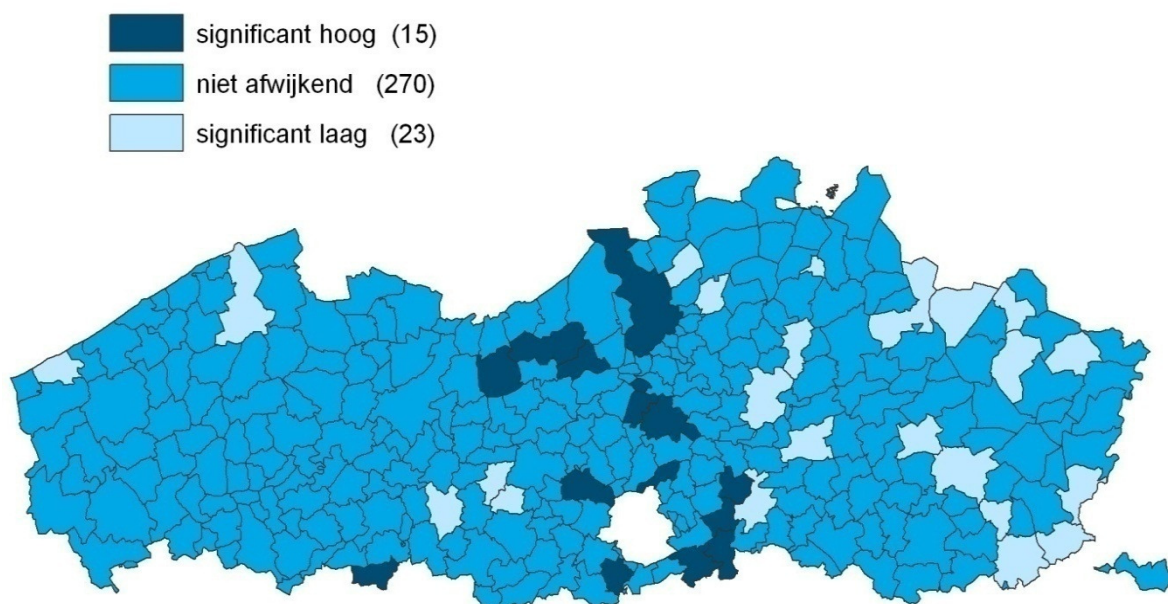 significant hoog (15)
niet afwijkend (270)
significant laag (23)